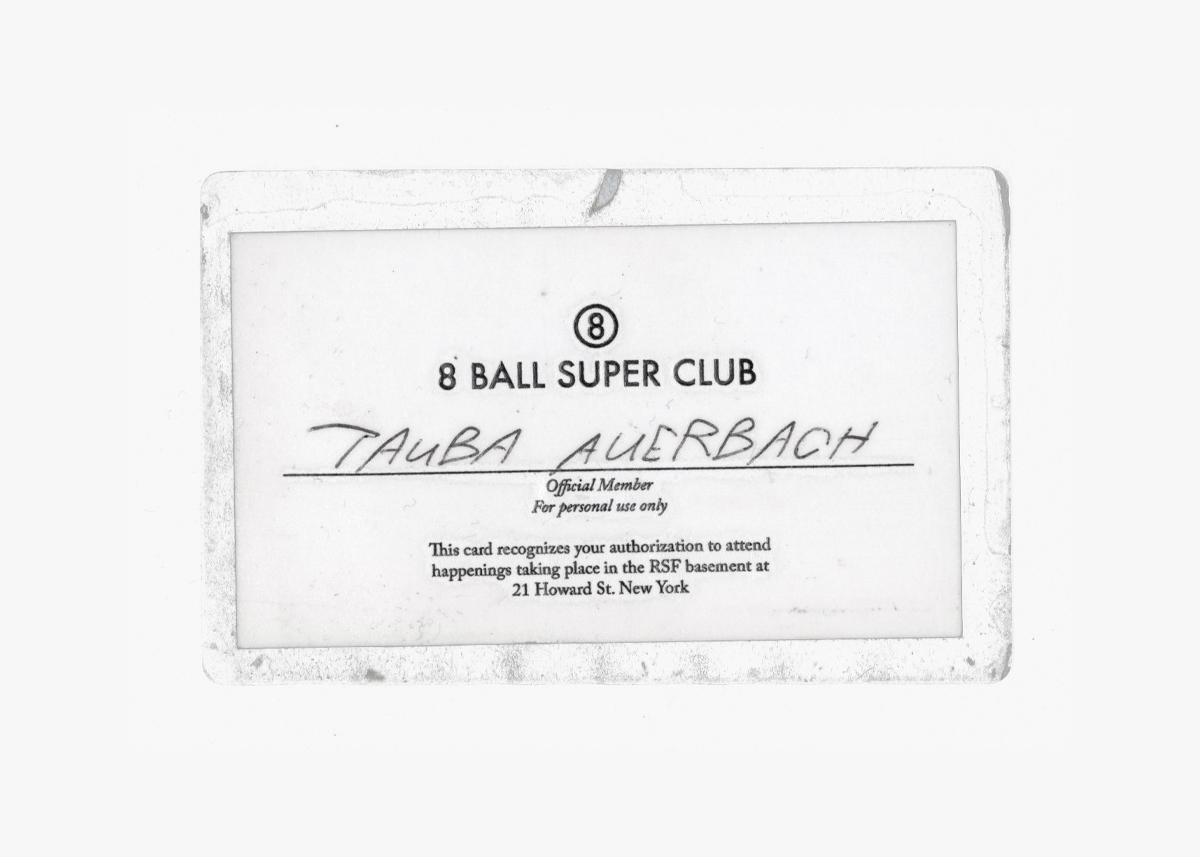 8
8 BALL SUPER CLUB
TAUBA AUERBACH
Official Member
For personal use only
This card recognizes your authorization to attend
happenings taking place in the RSF basement at
21 Howard St. New York